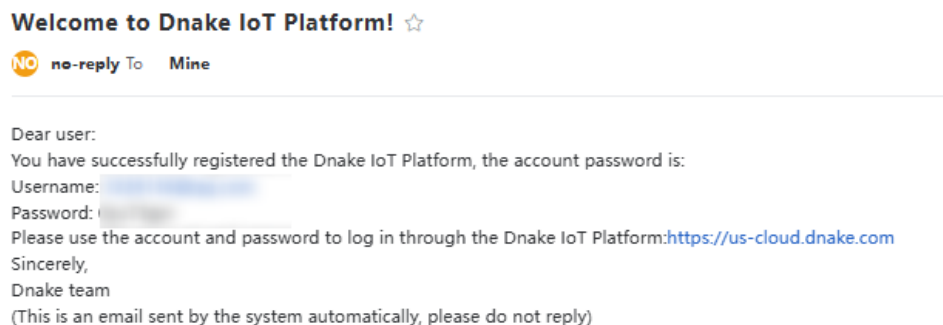 Welcome to Dnake IoT Platform!
NO no-reply To Mine
Dear user:
You have successfully registered the Dnake IoT Platform, the account password is:
Username:
Password:
Please use the account and password to log in through the Dnake IoT Platform:https://us-cloud.dnake.com
Sincerely,
Dnake team
(This is an email sent by the system automatically, please do not reply)